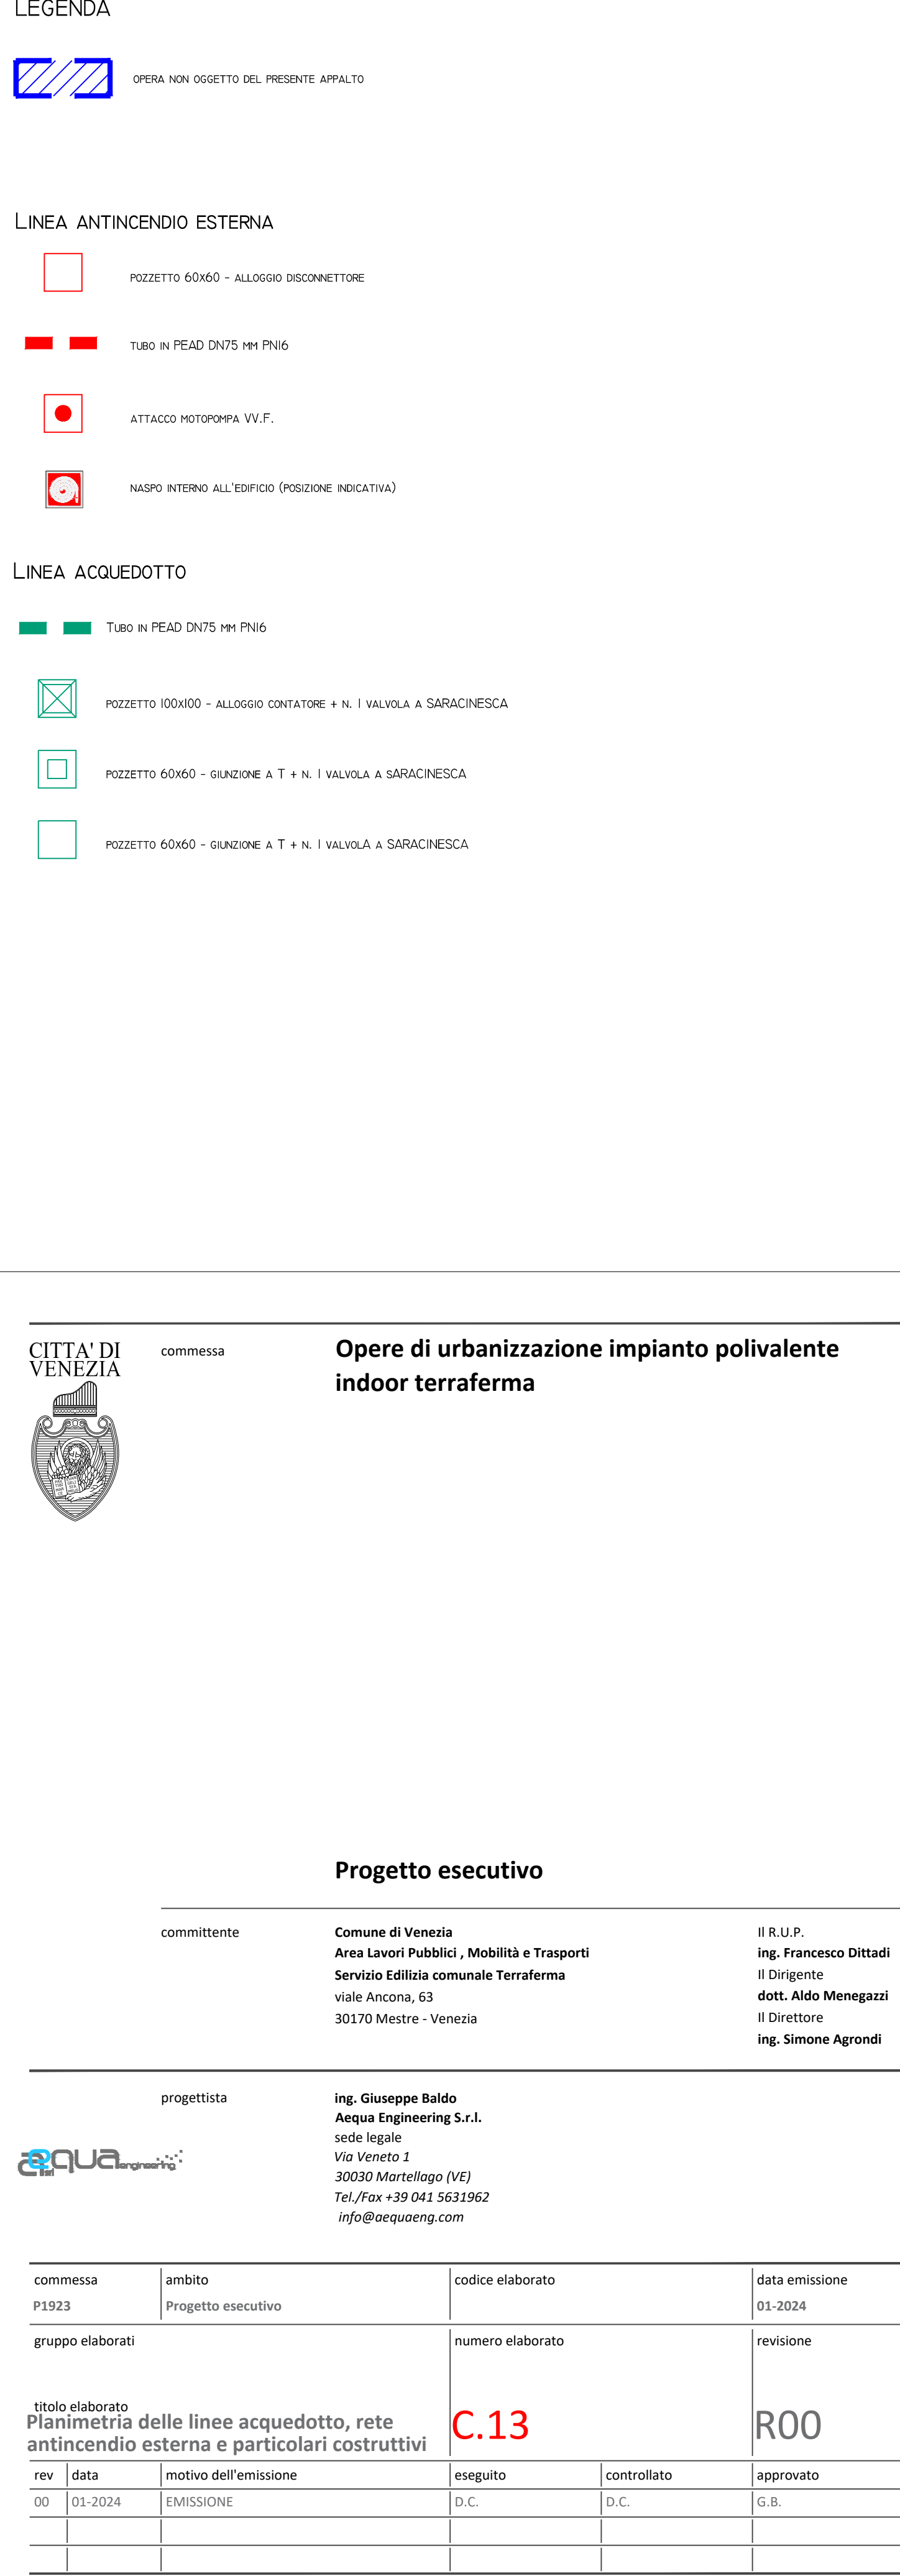 LEGENDA
OPERA NON OGGETTO DEL PRESENTE APPALTO
LINEA ANTINCENDIO ESTERNA
POZZETTO 60X60 - ALLOGGIO DISCONNETTORE
TUBO IN PEAD DN75 MM PN16
ATTACCO MOTOPOMPA VV.F.
NASPO INTERNO ALL'EDIFICIO (POSIZIONE INDICATIVA)
LINEA ACQUEDOTTO
TUBO IN PEAD DN75 MM PN16
POZZETTO 100X100 - ALLOGGIO CONTATORE + N. 1 VALVOLA A SARACINESCA
POZZETTO 60X60 - GIUNZIONE A T + N. 1 VALVOLA A SARACINESCA
POZZETTO 60X60 - GIUNZIONE A T + N. 1 VALVOLA A SARACINESCA
CITTA' DI
VENEZIA
commessa
Opere di urbanizzazione impianto polivalente
indoor terraferma
Progetto esecutivo
committente
Comune di Venezia
Area Lavori Pubblici , Mobilità e Trasporti
Servizio Edilizia comunale Terraferma
viale Ancona, 63
30170 Mestre - Venezia
Il R.U.P.
ing. Francesco Dittadi
Il Dirigente
dott. Aldo Menegazzi
Il Direttore
ing. Simone Agrondi
progettista
ing. Giuseppe Baldo
Aequa Engineering S.r.l.
sede legale
Via Veneto 1
30030 Martellago (VE)
Tel./Fax +39 041 5631962
info@aequaeng.com
aequa engineering srl
commessa ambito codice elaborato data emissione
P1923 Progetto esecutivo 01-2024
gruppo elaborati numero elaborato revisione
titolo elaborato
Planimetria delle linee acquedotto, rete
antincendio esterna e particolari costruttivi
C.13 R00
rev data motivo dell'emissione eseguito controllato approvato
00 01-2024 EMISSIONE D.C. D.C. G.B.